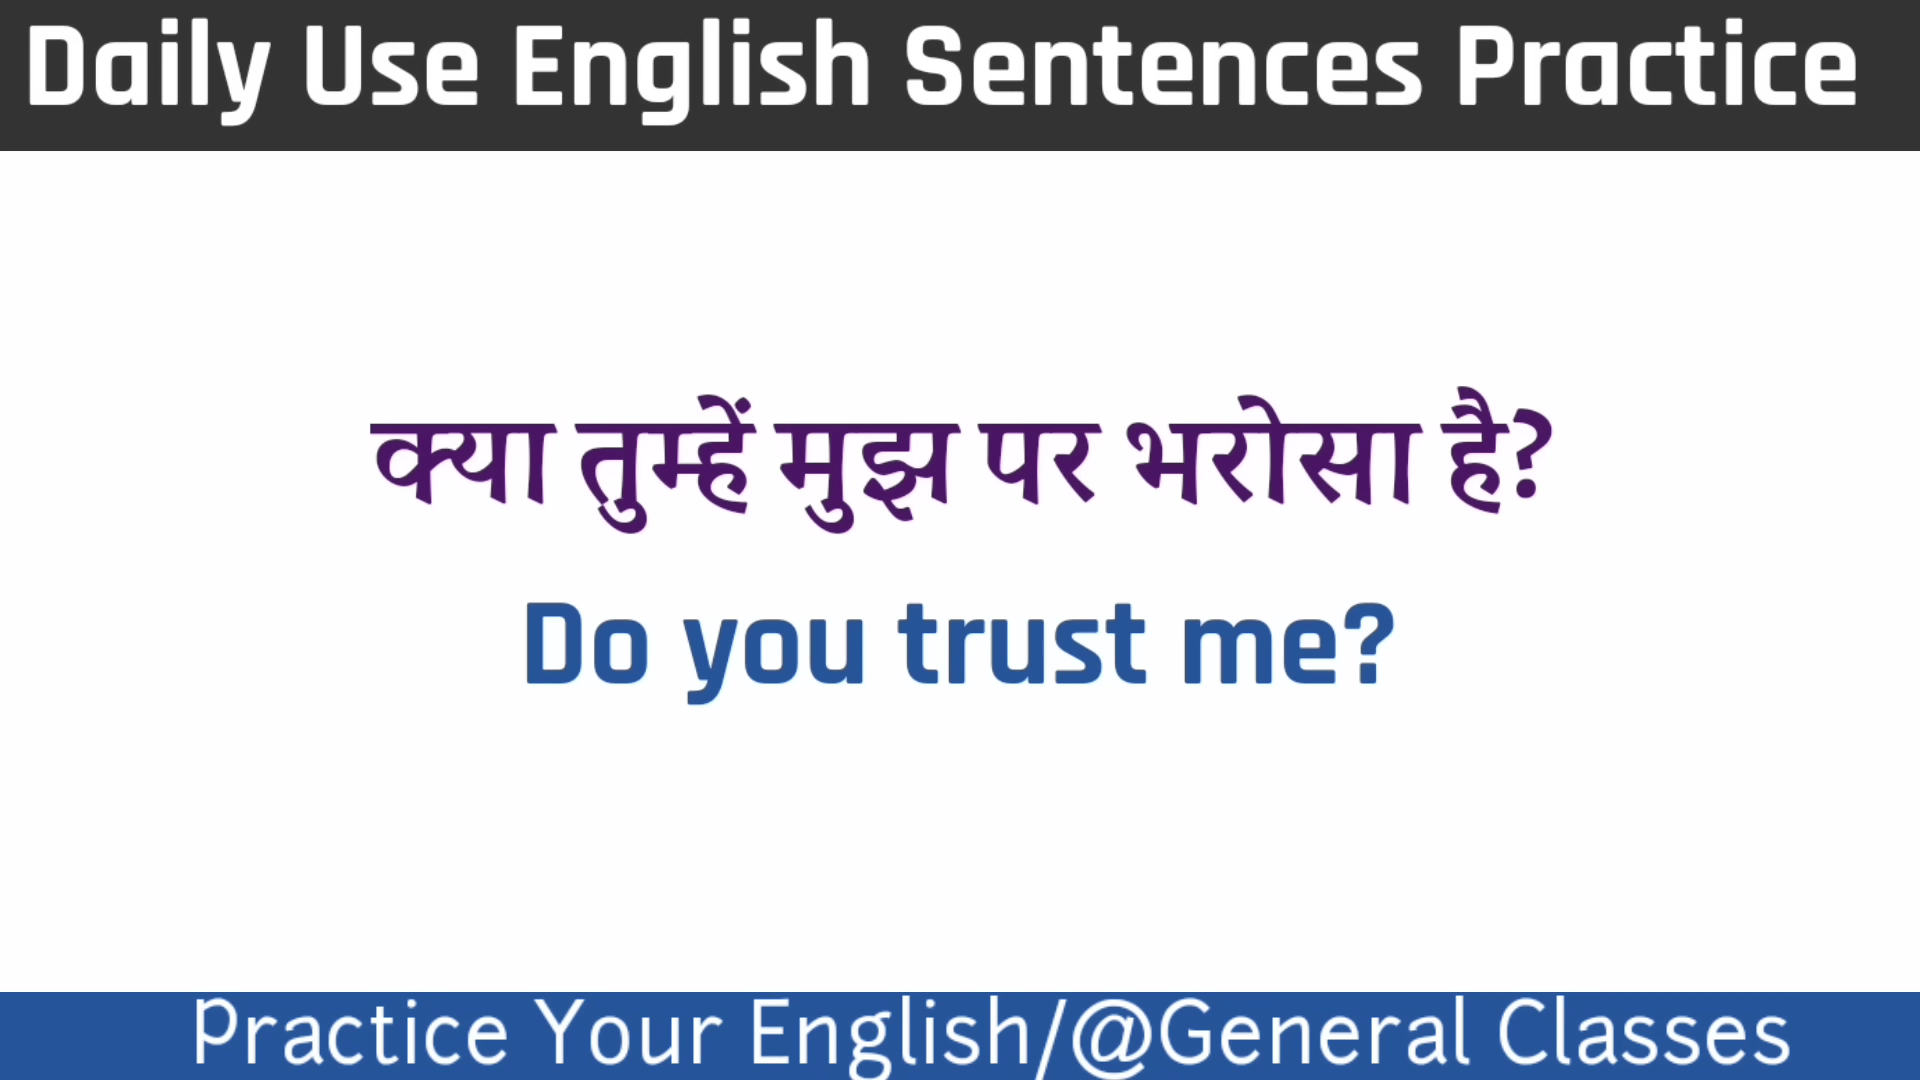 Daily Use English Sentences Practice
क्या तुम्हें मुझ पर भरोसा है?
Do you trust me?
Practice Your English/@General Classes